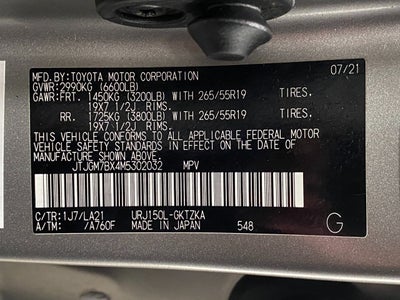 MFD.BY:TOYOTA MOTOR CORPORATION 07/21
GVWR:2990KG (6600LB)
GAWR:FRT. 1450KG (3200LB) WITH 265/55R19 TIRES,
19X7 1/2J RIMS.
RR. 1725KG (3800LB) WITH 265/55R19 TIRES,
19X7 1/2J RIMS.
THIS VEHICLE CONFORMS TO ALL APPLICABLE FEDERAL MOTOR
VEHICLE SAFETY STANDARDS IN EFFECT ON THE DATE OF
MANUFACTURE SHOWN ABOVE.
JTJGM7BX4M5302032 MPV
C/TR:1J7/LA21 URJ150L-GKTZKA
A/TM: /A760F MADE IN JAPAN 548 G